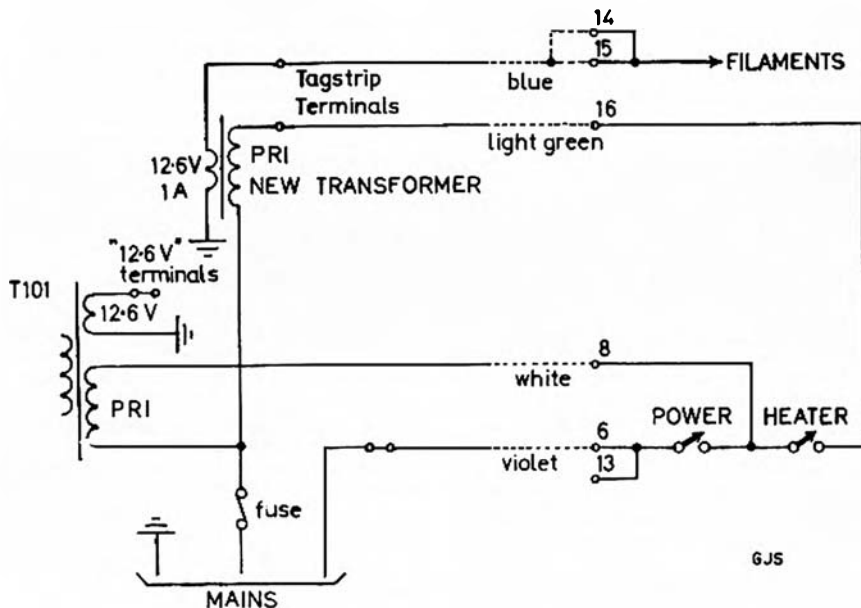 14
15
FILAMENTS
Tagstrip
Terminals
blue
16
light green
12·6V
1A
PRI
NEW TRANSFORMER
"12·6V"
terminals
T101
12·6 V
8
white
PRI
POWER
HEATER
6
violet
13
fuse
GJS
MAINS